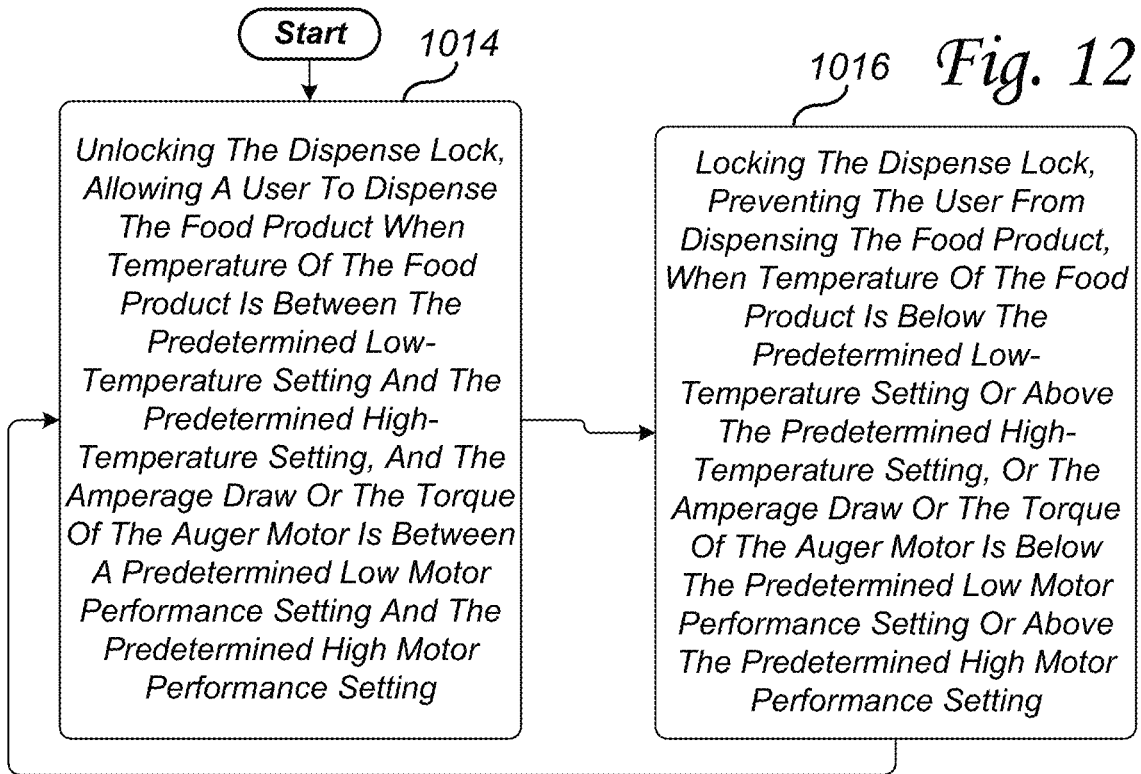 Start
1014
1016
Fig. 12
Unlocking The Dispense Lock,
Allowing A User To Dispense
The Food Product When
Temperature Of The Food
Product Is Between The
Predetermined Low-
Temperature Setting And The
Predetermined High-
Temperature Setting, And The
Amperage Draw Or The Torque
Of The Auger Motor Is Between
A Predetermined Low Motor
Performance Setting And The
Predetermined High Motor
Performance Setting
Locking The Dispense Lock,
Preventing The User From
Dispensing The Food Product,
When Temperature Of The Food
Product Is Below The
Predetermined Low-
Temperature Setting Or Above
The Predetermined High-
Temperature Setting, Or The
Amperage Draw Or The Torque
Of The Auger Motor Is Below
The Predetermined Low Motor
Performance Setting Or Above
The Predetermined High Motor
Performance Setting